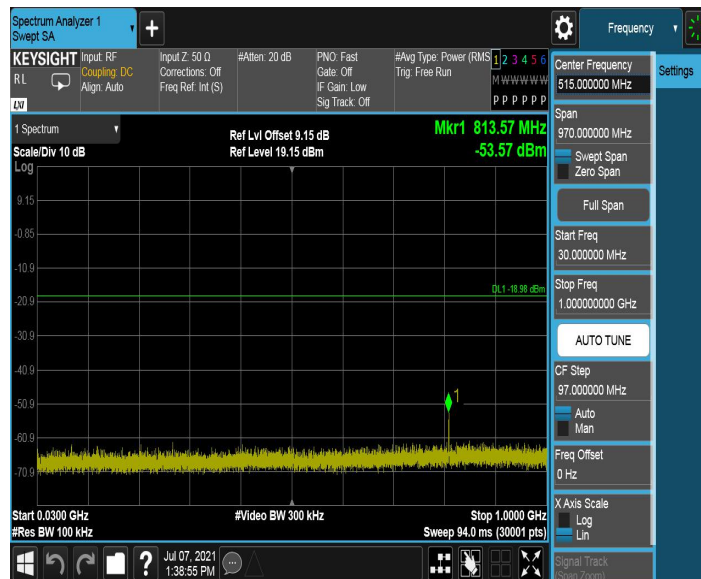 Spectrum Analyzer 1
Swept SA
+
Frequency
KEYSIGHT
RL
LXI
Input: RF
Coupling: DC
Align: Auto
Input Z: 50 Ω
Corrections: Off
Freq Ref: Int (S)
#Atten: 20 dB
PNO: Fast
Gate: Off
IF Gain: Low
Sig Track: Off
#Avg Type: Power (RMS
Trig: Free Run
1 2 3 4 5 6
M W W W W W
P P P P P P
1 Spectrum
Scale/Div 10 dB
Log
Ref Lvl Offset 9.15 dB
Ref Level 19.15 dBm
Mkr1 813.57 MHz
-53.57 dBm
9.15
-0.85
-10.9
DL1 -18.98 dBm
-20.9
-30.9
-40.9
1
-50.9
-60.9
-70.9
Start 0.0300 GHz
#Res BW 100 kHz
#Video BW 300 kHz
Stop 1.0000 GHz
Sweep 94.0 ms (30001 pts)
?
Jul 07, 2021
1:38:55 PM
Center Frequency
515.000000 MHz
Settings
Span
970.000000 MHz
Swept Span
Zero Span
Full Span
Start Freq
30.000000 MHz
Stop Freq
1.000000000 GHz
AUTO TUNE
CF Step
97.000000 MHz
Auto
Man
Freq Offset
0 Hz
X Axis Scale
Log
Lin
Signal Track
(Span Zoom)